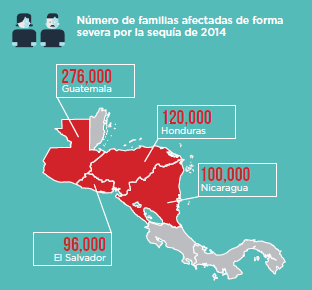 Número de familias afectadas de forma
severa por la sequía de 2014
276,000
Guatemala
120,000
Honduras
100,000
Nicaragua
96,000
El Salvador